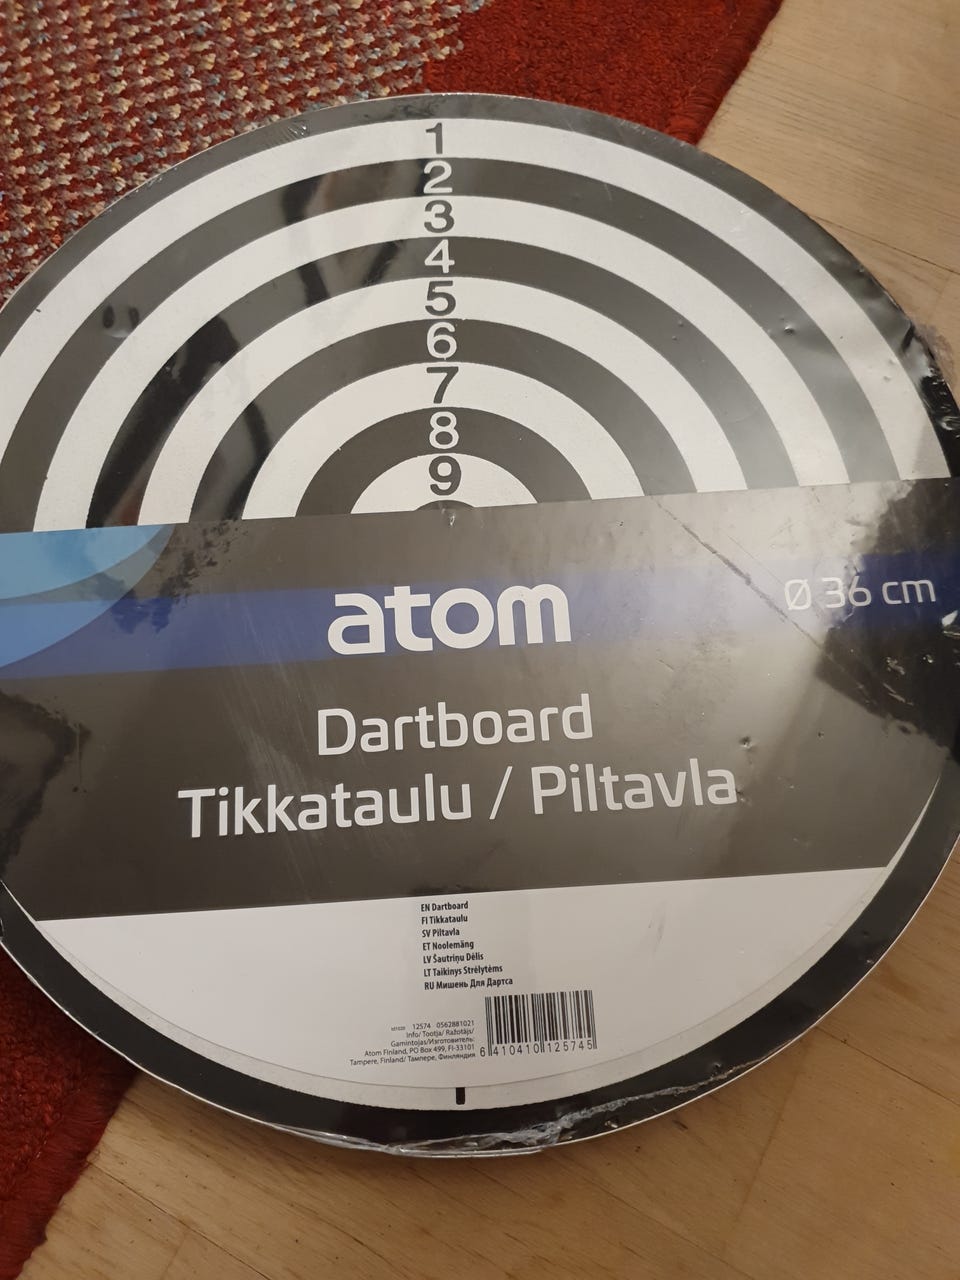 1
2
3
4
5
6
7
8
9
atom
Ø 36 cm
Dartboard
Tikkataulu / Piltavla
EN Dartboard
FI Tikkataulu
SV Piltavla
ET Noolemäng
LV Šautriņu Dēlis
LT Taikinys Strėlytėms
RU Мишень Для Дартса
12574 0562881021
Info/ Tootja/ Ražotājs/
Gamintojas/Изготовитель:
Atom Finland, PO Box 499, FI-33101
Tampere, Finland/ Тампере, Финляндия
6 410410 125745